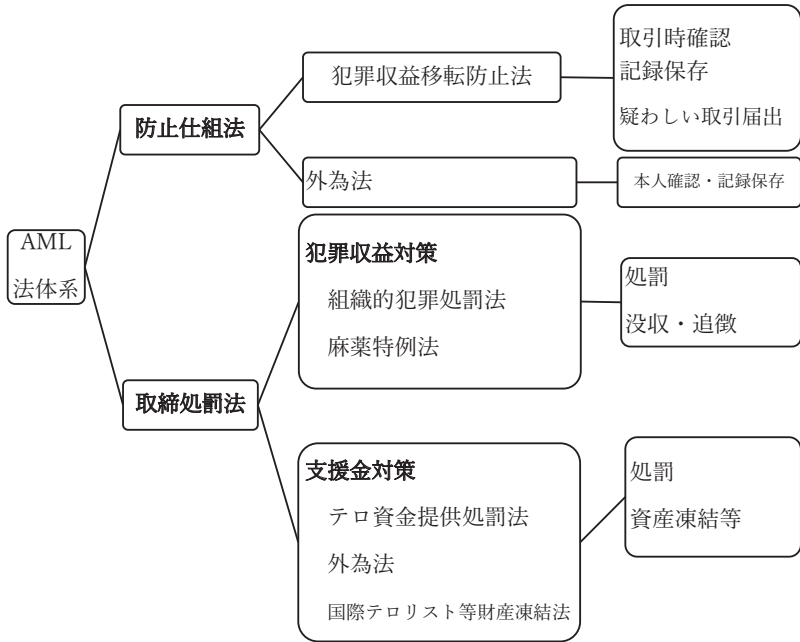 AML
法体系
防止仕組法
犯罪収益移転防止法
取引時確認
記録保存
疑わしい取引届出
外為法
本人確認・記録保存
取締処罰法
犯罪収益対策
組織的犯罪処罰法
麻薬特例法
処罰
没収・追徴
支援金対策
テロ資金提供処罰法
外為法
国際テロリスト等財産凍結法
処罰
資産凍結等